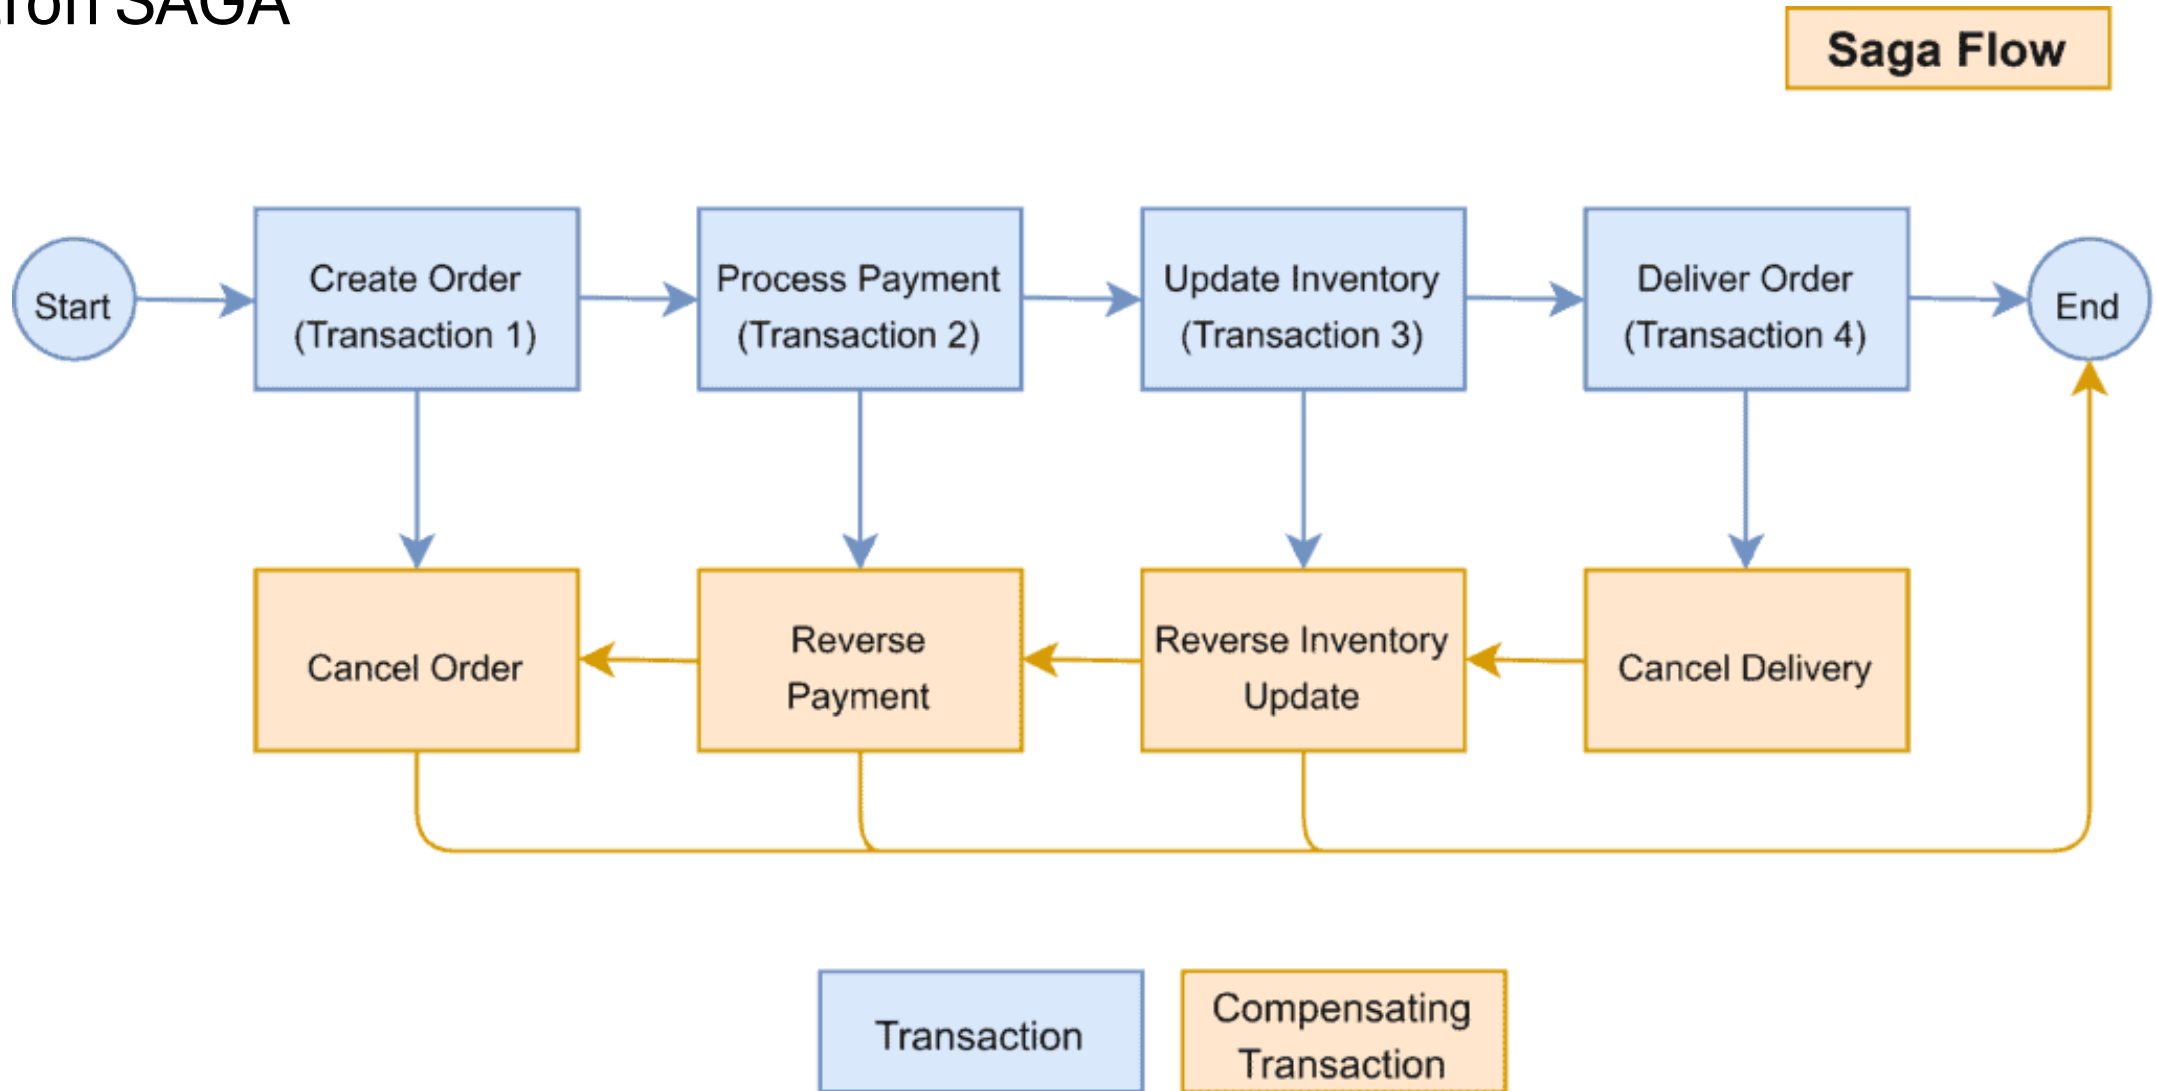 SAGA
Saga Flow
Start
Create Order
(Transaction 1)
Process Payment
(Transaction 2)
Update Inventory
(Transaction 3)
Deliver Order
(Transaction 4)
End
Cancel Order
Reverse
Payment
Reverse Inventory
Update
Cancel Delivery
Transaction
Compensating
Transaction